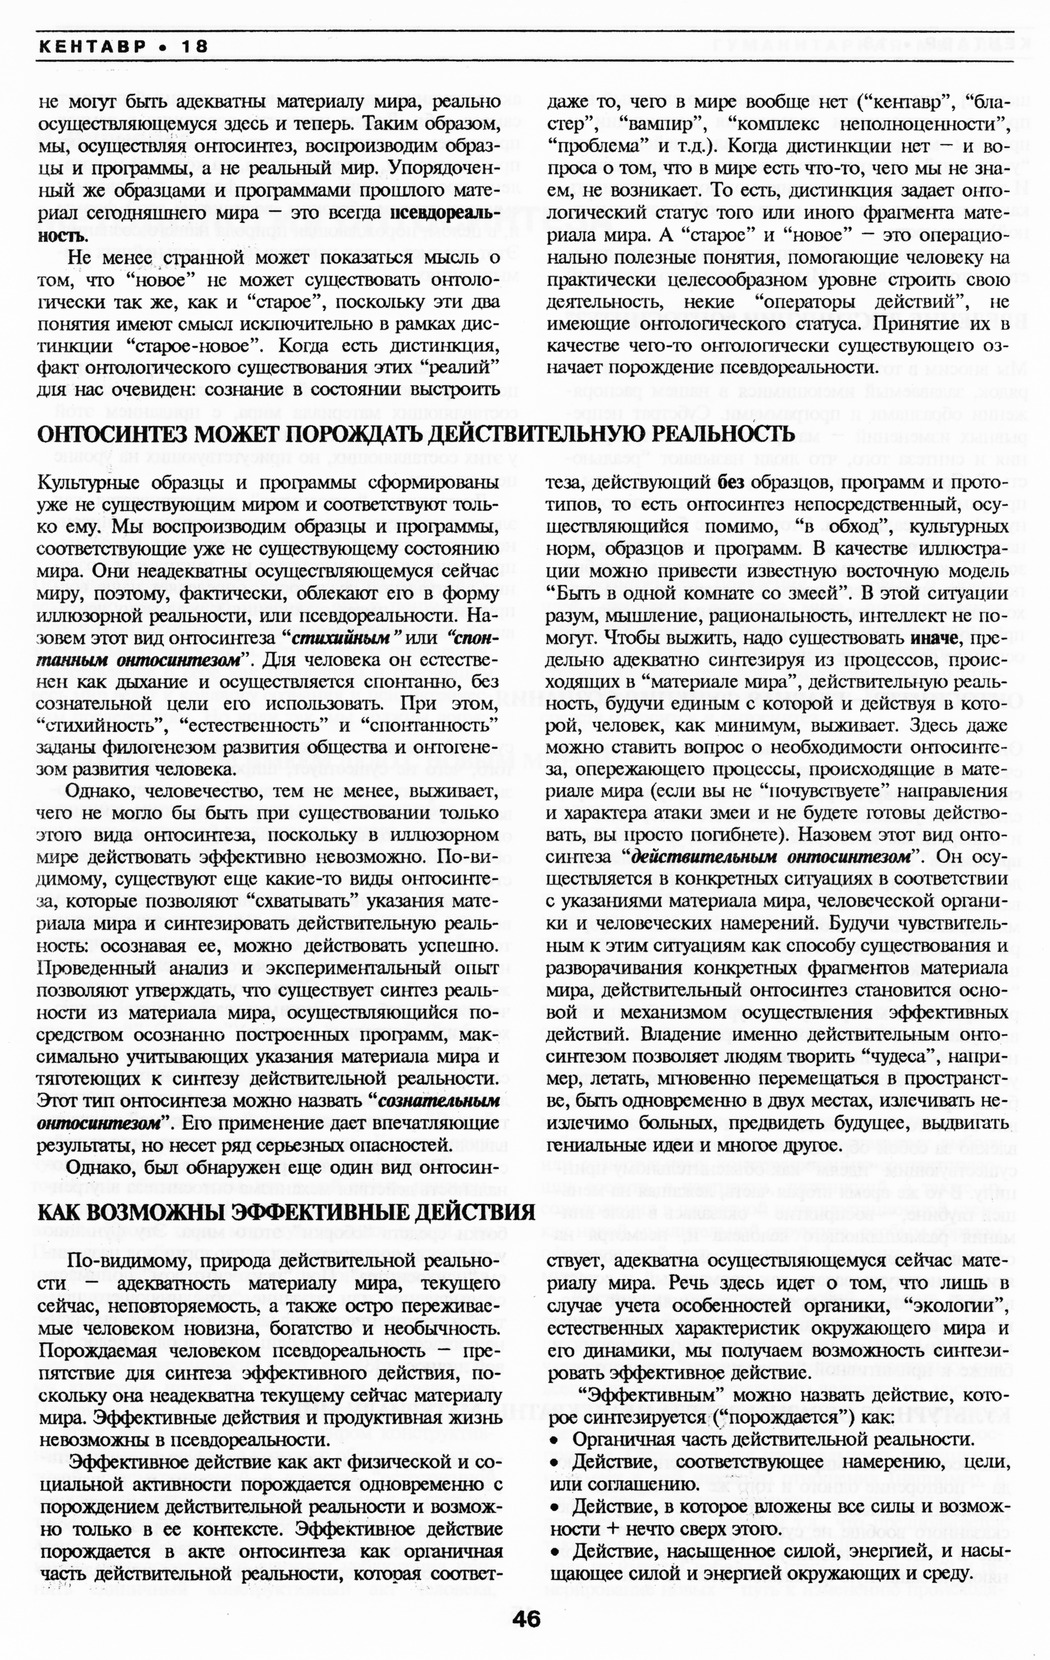 КЕНТАВР • 18
не могут быть адекватны материалу мира, реально
осуществляющемуся здесь и теперь. Таким образом,
мы, осуществляя онтосинтез, воспроизводим образ-
цы и программы, а не реальный мир. Упорядочен-
ный же образцами и программами прошлого мате-
риал сегодняшнего мира — это всегда псевдореаль-
ность.
Не менее странной может показаться мысль о
том, что “новое” не может существовать онтоло-
гически так же, как и “старое”, поскольку эти два
понятия имеют смысл исключительно в рамках дис-
тинкции “старое-новое”. Когда есть дистинкция,
факт онтологического существования этих “реалий”
для нас очевиден: сознание в состоянии выстроить
даже то, чего в мире вообще нет (“кентавр”, “бла-
стер”, “вампир”, “комплекс неполноценности”,
“проблема” и т.д.). Когда дистинкции нет — и во-
проса о том, что в мире есть что-то, чего мы не зна-
ем, не возникает. То есть, дистинкция задает онто-
логический статус того или иного фрагмента мате-
риала мира. А “старое” и “новое” — это операцио-
нально полезные понятия, помогающие человеку на
практически целесообразном уровне строить свою
деятельность, некие “операторы действий”, не
имеющие онтологического статуса. Принятие их в
качестве чего-то онтологически существующего оз-
начает порождение псевдореальности.
ОНТОСИНТЕЗ МОЖЕТ ПОРОЖДАТЬ ДЕЙСТВИТЕЛЬНУЮ РЕАЛЬНОСТЬ
Культурные образцы и программы сформированы
уже не существующим миром и соответствуют толь-
ко ему. Мы воспроизводим образцы и программы,
соответствующие уже не существующему состоянию
мира. Они неадекватны осуществляющемуся сейчас
миру, поэтому, фактически, облекают его в форму
иллюзорной реальности, или псевдореальности. На-
зовем этот вид онтосинтеза “стихийным” или “спон-
танным онтосинтезом”. Для человека он естестве-
нен как дыхание и осуществляется спонтанно, без
сознательной цели его использовать. При этом,
“стихийность”, “естественность” и “спонтанность”
заданы филогенезом развития общества и онтогене-
зом развития человека.
Однако, человечество, тем не менее, выживает,
чего не могло бы быть при существовании только
этого вида онтосинтеза, поскольку в иллюзорном
мире действовать эффективно невозможно. По-ви-
димому, существуют еще какие-то виды онтосинте-
за, которые позволяют “схватывать” указания мате-
риала мира и синтезировать действительную реаль-
ность: осознавая ее, можно действовать успешно.
Проведенный анализ и экспериментальный опыт
позволяют утверждать, что существует синтез реаль-
ности из материала мира, осуществляющийся по-
средством осознанно построенных программ, мак-
симально учитывающих указания материала мира и
тяготеющих к синтезу действительной реальности.
Этот тип онтосинтеза можно назвать “сознательным
онтосинтезом”. Его применение дает впечатляющие
результаты, но несет ряд серьезных опасностей.
Однако, был обнаружен еще один вид онтосин-
теза, действующий без образцов, программ и прото-
типов, то есть онтосинтез непосредственный, осу-
ществляющийся помимо, “в обход”, культурных
норм, образцов и программ. В качестве иллюстра-
ции можно привести известную восточную модель
“Быть в одной комнате со змеей”. В этой ситуации
разум, мышление, рациональность, интеллект не по-
могут. Чтобы выжить, надо существовать иначе, пре-
дельно адекватно синтезируя из процессов, проис-
ходящих в “материале мира”, действительную реаль-
ность, будучи единым с которой и действуя в кото-
рой, человек, как минимум, выживает. Здесь даже
можно ставить вопрос о необходимости онтосинте-
за, опережающего процессы, происходящие в мате-
риале мира (если вы не “почувствуете” направления
и характера атаки змеи и не будете готовы действо-
вать, вы просто погибнете). Назовем этот вид онто-
синтеза “действительным онтосинтезом”. Он осу-
ществляется в конкретных ситуациях в соответствии
с указаниями материала мира, человеческой органи-
ки и человеческих намерений. Будучи чувствитель-
ным к этим ситуациям как способу существования и
разворачивания конкретных фрагментов материала
мира, действительный онтосинтез становится осно-
вой и механизмом осуществления эффективных
действий. Владение именно действительным онто-
синтезом позволяет людям творить “чудеса”, напри-
мер, летать, мгновенно перемещаться в пространст-
ве, быть одновременно в двух местах, излечивать не-
излечимо больных, предвидеть будущее, выдвигать
гениальные идеи и многое другое.
КАК ВОЗМОЖНЫ ЭФФЕКТИВНЫЕ ДЕЙСТВИЯ
По-видимому, природа действительной реально-
сти — адекватность материалу мира, текущего
сейчас, неповторяемость, а также остро переживае-
мые человеком новизна, богатство и необычность.
Порождаемая человеком псевдореальность — пре-
пятствие для синтеза эффективного действия, по-
скольку она неадекватна текущему сейчас материалу
мира. Эффективные действия и продуктивная жизнь
невозможны в псевдореальности.
Эффективное действие как акт физической и со-
циальной активности порождается одновременно с
порождением действительной реальности и возмож-
но только в ее контексте. Эффективное действие
порождается в акте онтосинтеза как органичная
часть действительной реальности, которая соответ-
ствует, адекватна осуществляющемуся сейчас мате-
риалу мира. Речь здесь идет о том, что лишь в
случае учета особенностей органики, “экологии”,
естественных характеристик окружающего мира и
его динамики, мы получаем возможность синтези-
ровать эффективное действие.
“Эффективным” можно назвать действие, кото-
рое синтезируется (“порождается”) как:
• Органичная часть действительной реальности.
• Действие, соответствующее намерению, цели,
или соглашению.
• Действие, в которое вложены все силы и возмож-
ности + нечто сверх этого.
• Действие, насыщенное силой, энергией, и насы-
щающее силой и энергией окружающих и среду.
46